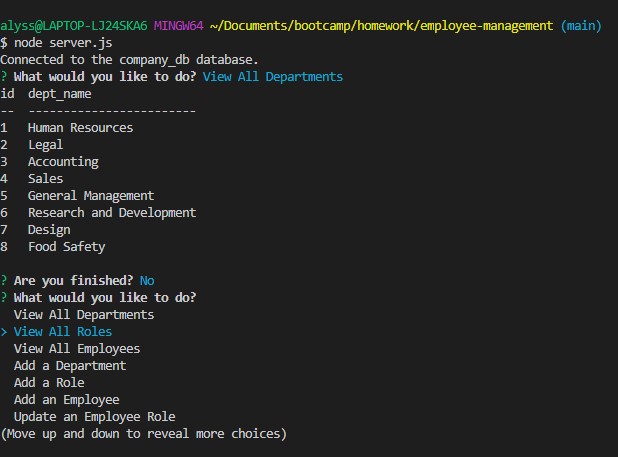 alyss@LAPTOP-LJ24SKA6 MINGW64 ~/Documents/bootcamp/homework/employee-management (main)
$ node server.js
Connected to the company_db database.
? What would you like to do? View All Departments
id  dept_name
--  ------------------------
1   Human Resources
2   Legal
3   Accounting
4   Sales
5   General Management
6   Research and Development
7   Design
8   Food Safety
? Are you finished? No
? What would you like to do?
  View All Departments
> View All Roles
  View All Employees
  Add a Department
  Add a Role
  Add an Employee
  Update an Employee Role
(Move up and down to reveal more choices)